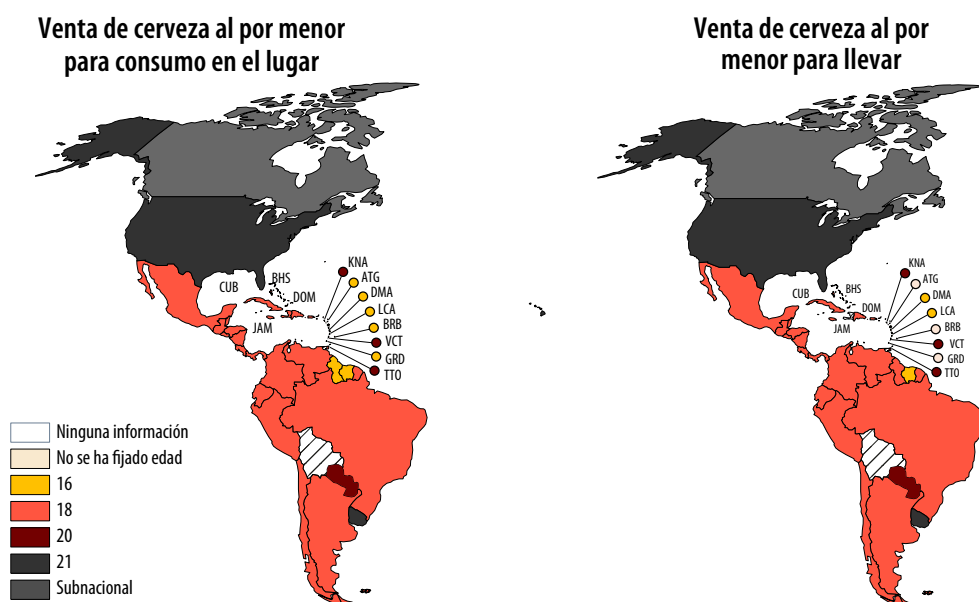 Venta de cerveza al por menor
para consumo en el lugar
KNA
ATG
BHS
CUB
DMA
DOM
LCA
BRB
JAM
VCT
GRD
TTO
Ninguna información
No se ha fijado edad
16
18
20
21
Subnacional
Venta de cerveza al por
menor para llevar
KNA
ATG
BHS
CUB
DMA
DOM
LCA
BRB
JAM
VCT
GRD
TTO